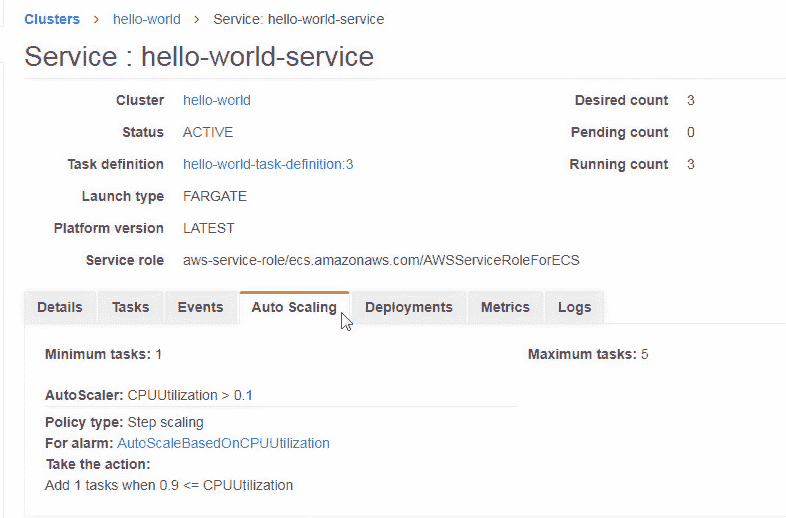 Clusters > hello-world > Service: hello-world-service
Service : hello-world-service
Cluster hello-world Desired count 3
Status ACTIVE Pending count 0
Task definition hello-world-task-definition:3 Running count 3
Launch type FARGATE
Platform version LATEST
Service role aws-service-role/ecs.amazonaws.com/AWSServiceRoleForECS
Details Tasks Events Auto Scaling Deployments Metrics Logs
Minimum tasks: 1 Maximum tasks: 5
AutoScaler: CPUUtilization > 0.1
Policy type: Step scaling
For alarm: AutoScaleBasedOnCPUUtilization
Take the action:
Add 1 tasks when 0.9 <= CPUUtilization